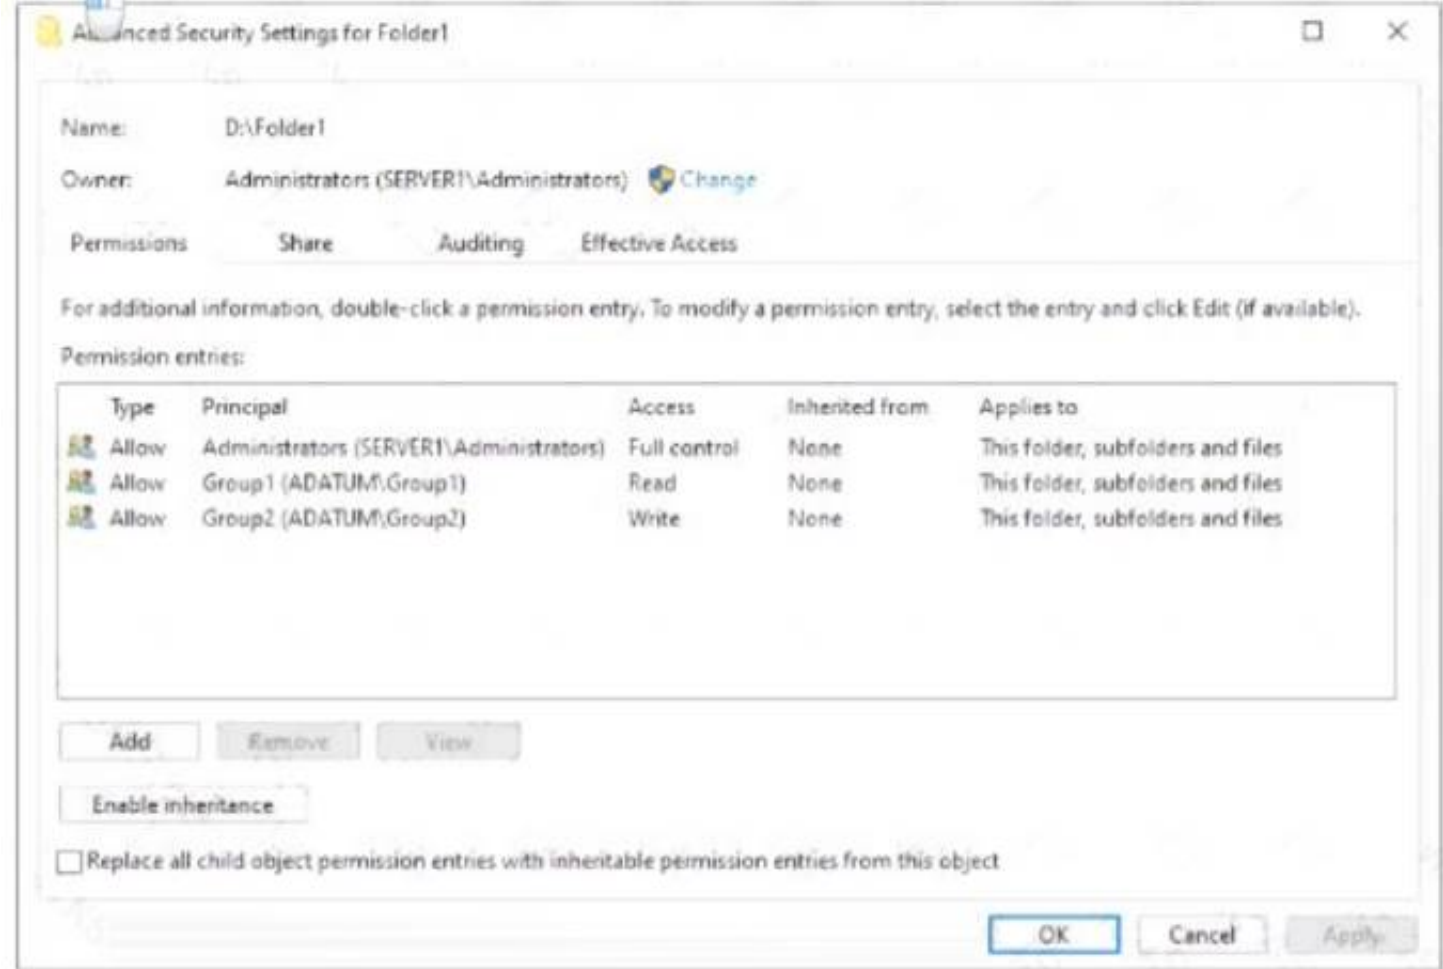 Advanced Security Settings for Folder1
Name: D:\Folder1
Owner: Administrators (SERVER1\Administrators) Change
Permissions Share Auditing Effective Access
For additional information, double-click a permission entry. To modify a permission entry, select the entry and click Edit (if available).
Permission entries:
Type Principal Access Inherited from Applies to
Allow Administrators (SERVER1\Administrators) Full control None This folder, subfolders and files
Allow Group1 (ADATUM\Group1) Read None This folder, subfolders and files
Allow Group2 (ADATUM\Group2) Write None This folder, subfolders and files
Add Remove View
Enable inheritance
Replace all child object permission entries with inheritable permission entries from this object
OK Cancel Apply